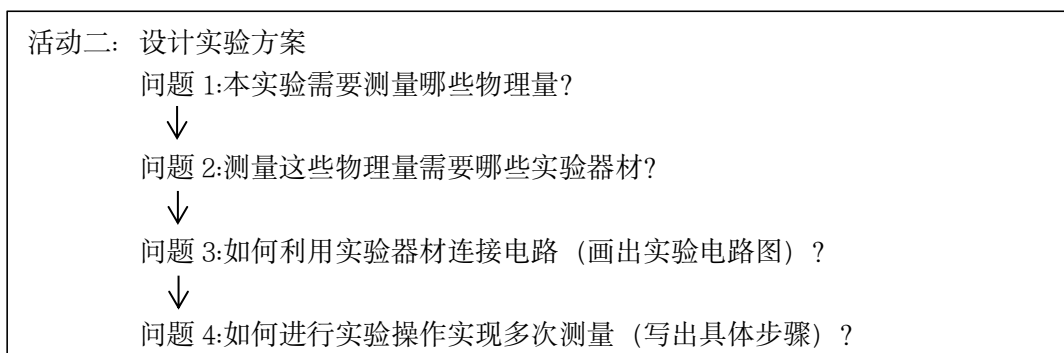 活动二：设计实验方案
问题 1:本实验需要测量哪些物理量？
↓
问题 2:测量这些物理量需要哪些实验器材？
↓
问题 3:如何利用实验器材连接电路（画出实验电路图）？
↓
问题 4:如何进行实验操作实现多次测量（写出具体步骤）？